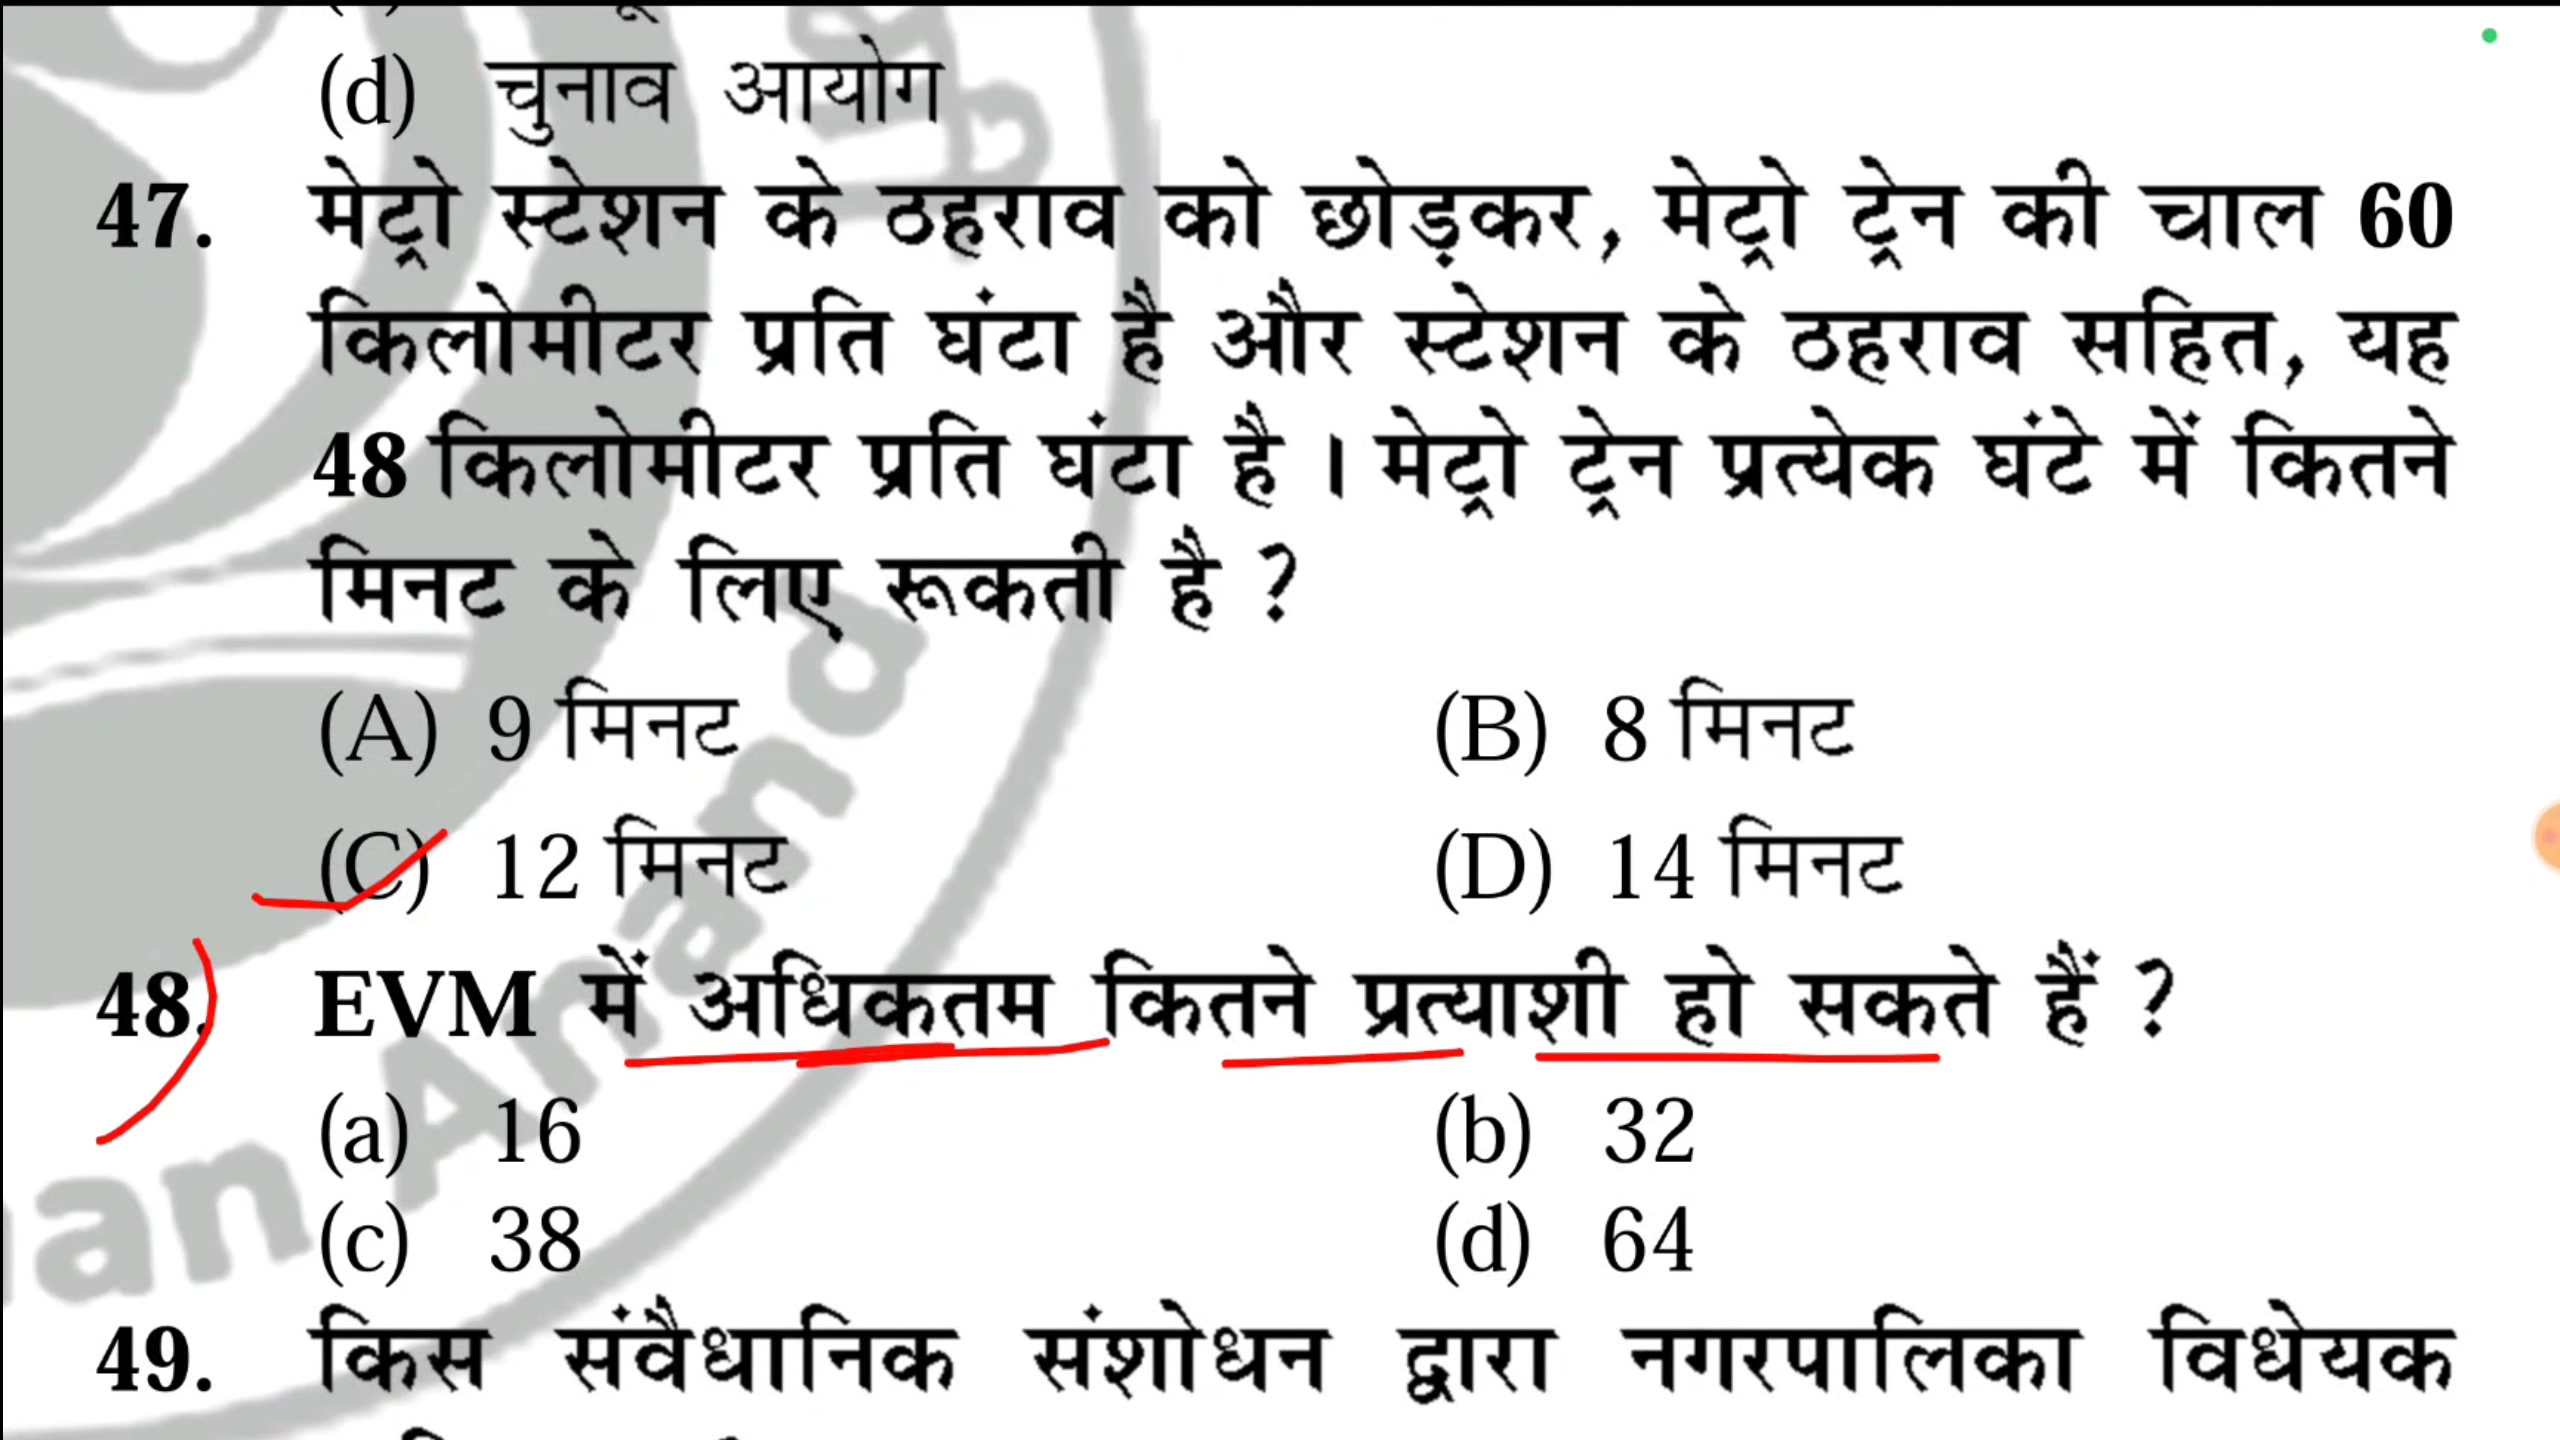 (d) चुनाव आयोग
47. मेट्रो स्टेशन के ठहराव को छोड़कर, मेट्रो ट्रेन की चाल 60
किलोमीटर प्रति घंटा है और स्टेशन के ठहराव सहित, यह
48 किलोमीटर प्रति घंटा है । मेट्रो ट्रेन प्रत्येक घंटे में कितने
मिनट के लिए रूकती है ?
(A) 9 मिनट (B) 8 मिनट
(C) 12 मिनट (D) 14 मिनट
48. EVM में अधिकतम कितने प्रत्याशी हो सकते हैं ?
(a) 16 (b) 32
(c) 38 (d) 64
49. किस संवैधानिक संशोधन द्वारा नगरपालिका विधेयक
an Anand